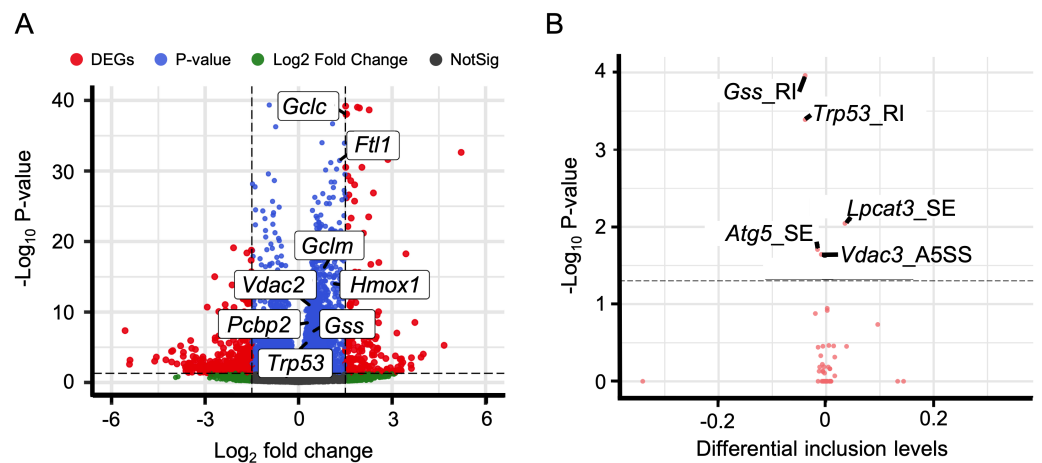 A
DEGs P-value Log2 Fold Change NotSig
-Log10 P-value
40
30
20
10
0
Gclc
Ftl1
Gclm
Vdac2
Hmox1
Pcbp2
Gss
Trp53
-6 -3 0 3 6
Log2 fold change
B
-Log10 P-value
4
3
2
1
0
Gss_RI
Trp53_RI
Lpcat3_SE
Atg5_SE
Vdac3_A5SS
-0.2 0 0.2
Differential inclusion levels